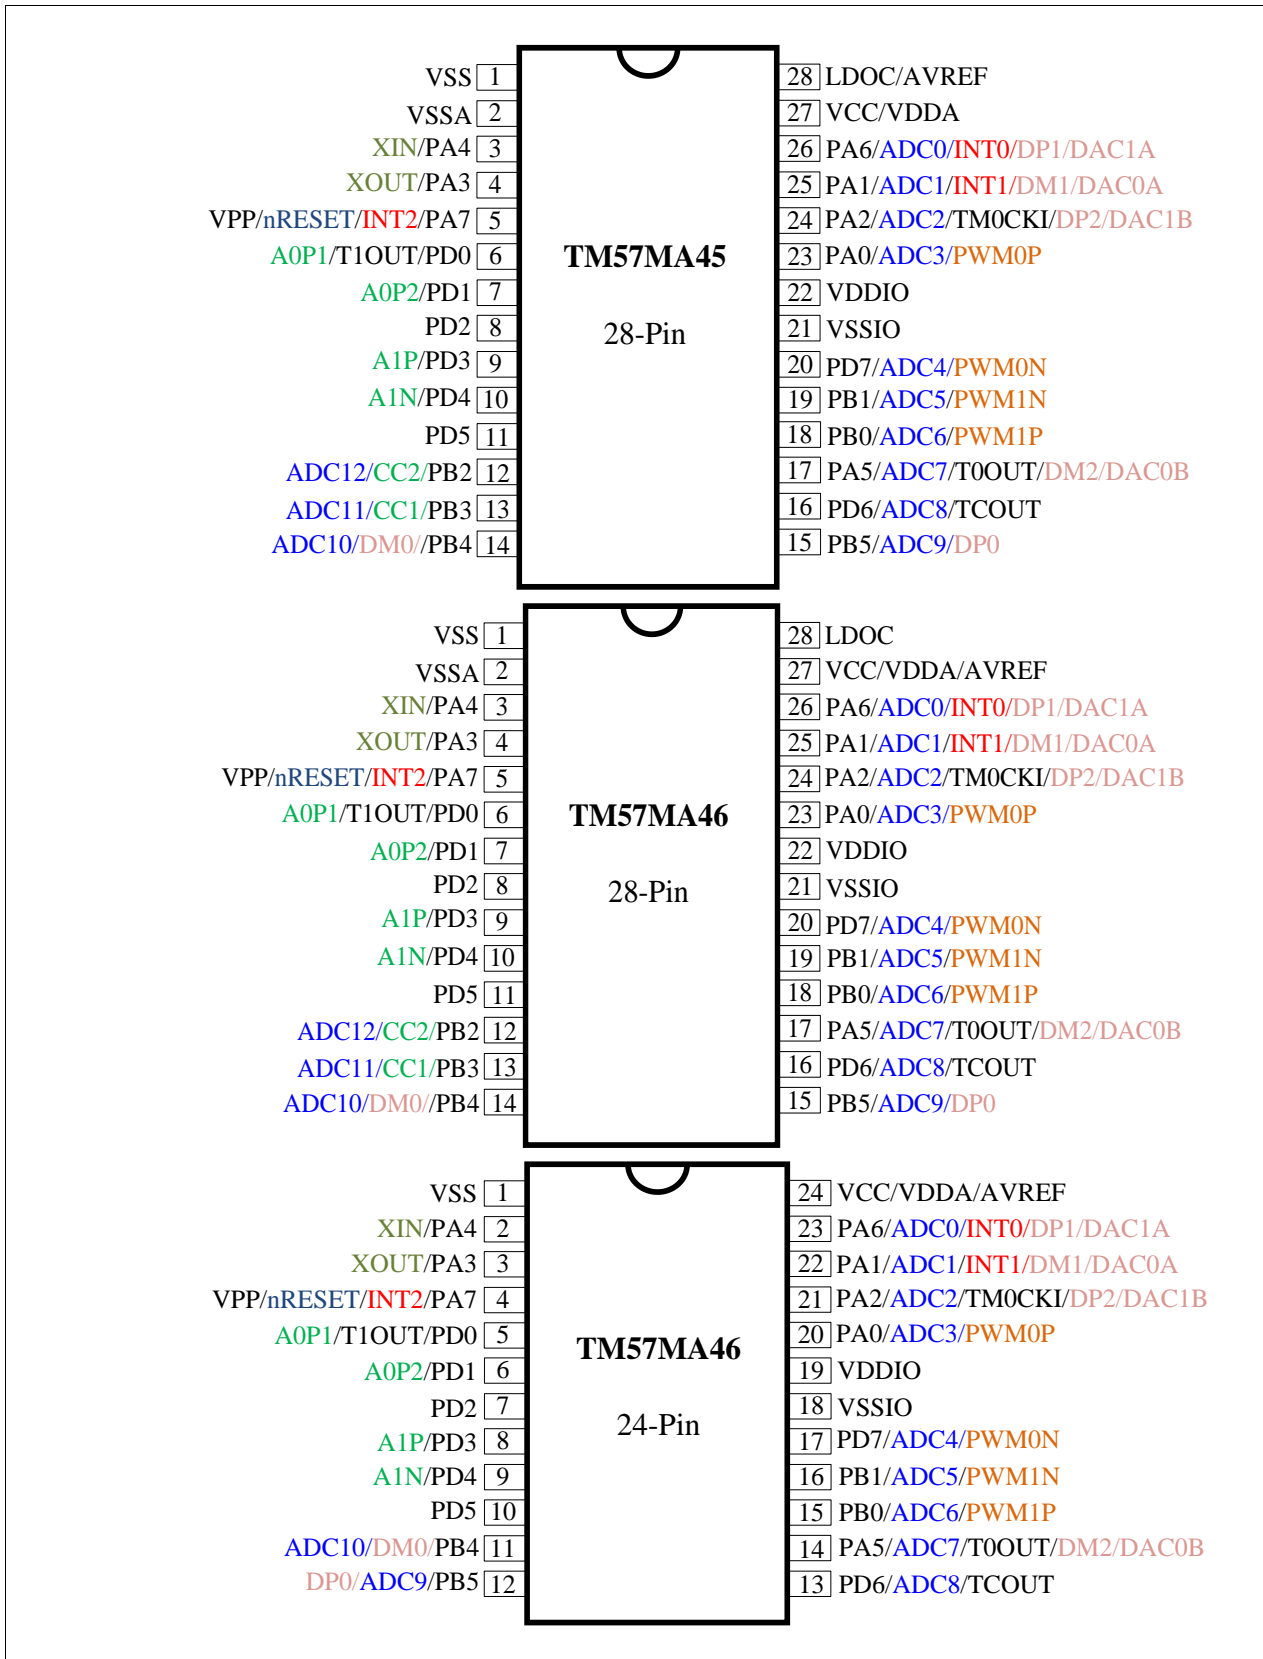 VSS 1 28 LDOC/AVREF
VSSA 2 27 VCC/VDDA
XIN/PA4 3 26 PA6/ADC0/INT0/DP1/DAC1A
XOUT/PA3 4 25 PA1/ADC1/INT1/DM1/DAC0A
VPP/nRESET/INT2/PA7 5 24 PA2/ADC2/TM0CKI/DP2/DAC1B
A0P1/T1OUT/PD0 6 TM57MA45 23 PA0/ADC3/PWM0P
A0P2/PD1 7 22 VDDIO
PD2 8 28-Pin 21 VSSIO
A1P/PD3 9 20 PD7/ADC4/PWM0N
A1N/PD4 10 19 PB1/ADC5/PWM1N
PD5 11 18 PB0/ADC6/PWM1P
ADC12/CC2/PB2 12 17 PA5/ADC7/T0OUT/DM2/DAC0B
ADC11/CC1/PB3 13 16 PD6/ADC8/TCOUT
ADC10/DM0//PB4 14 15 PB5/ADC9/DP0
VSS 1 28 LDOC
VSSA 2 27 VCC/VDDA/AVREF
XIN/PA4 3 26 PA6/ADC0/INT0/DP1/DAC1A
XOUT/PA3 4 25 PA1/ADC1/INT1/DM1/DAC0A
VPP/nRESET/INT2/PA7 5 24 PA2/ADC2/TM0CKI/DP2/DAC1B
A0P1/T1OUT/PD0 6 TM57MA46 23 PA0/ADC3/PWM0P
A0P2/PD1 7 22 VDDIO
PD2 8 28-Pin 21 VSSIO
A1P/PD3 9 20 PD7/ADC4/PWM0N
A1N/PD4 10 19 PB1/ADC5/PWM1N
PD5 11 18 PB0/ADC6/PWM1P
ADC12/CC2/PB2 12 17 PA5/ADC7/T0OUT/DM2/DAC0B
ADC11/CC1/PB3 13 16 PD6/ADC8/TCOUT
ADC10/DM0//PB4 14 15 PB5/ADC9/DP0
VSS 1 24 VCC/VDDA/AVREF
XIN/PA4 2 23 PA6/ADC0/INT0/DP1/DAC1A
XOUT/PA3 3 22 PA1/ADC1/INT1/DM1/DAC0A
VPP/nRESET/INT2/PA7 4 21 PA2/ADC2/TM0CKI/DP2/DAC1B
A0P1/T1OUT/PD0 5 TM57MA46 20 PA0/ADC3/PWM0P
A0P2/PD1 6 19 VDDIO
PD2 7 24-Pin 18 VSSIO
A1P/PD3 8 17 PD7/ADC4/PWM0N
A1N/PD4 9 16 PB1/ADC5/PWM1N
PD5 10 15 PB0/ADC6/PWM1P
ADC10/DM0/PB4 11 14 PA5/ADC7/T0OUT/DM2/DAC0B
DP0/ADC9/PB5 12 13 PD6/ADC8/TCOUT